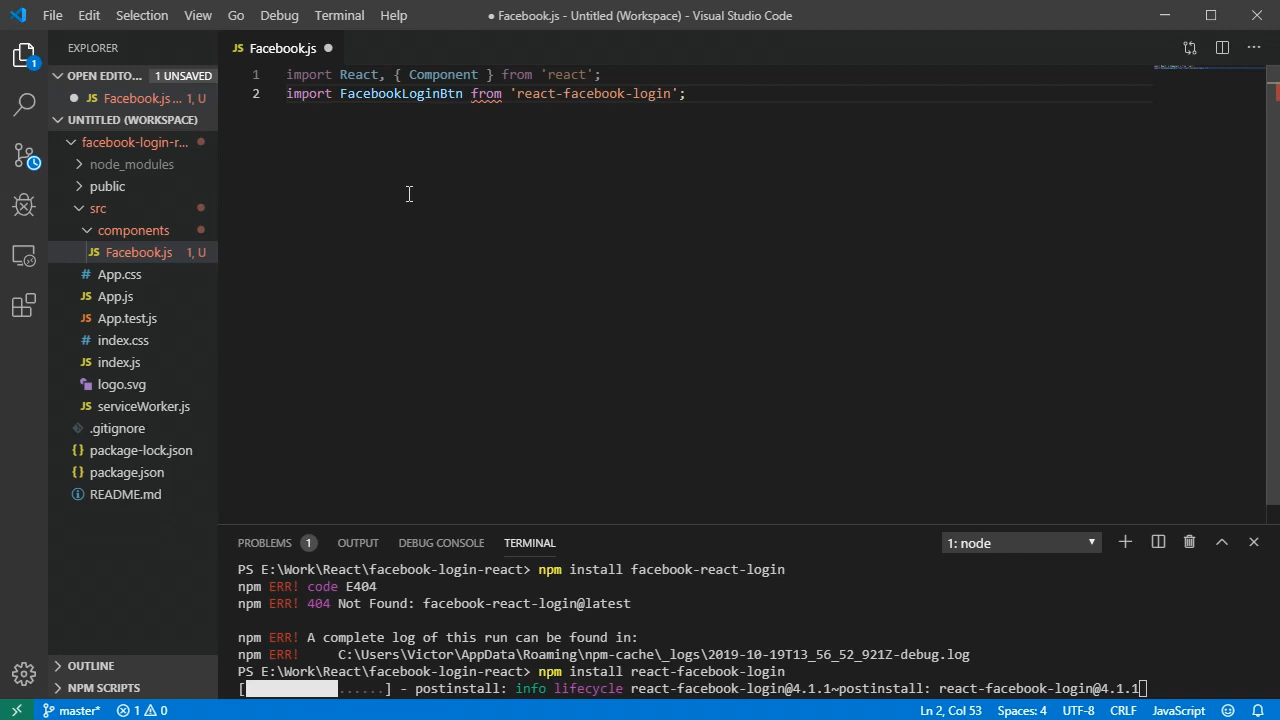 File Edit Selection View Go Debug Terminal Help ● Facebook.js - Untitled (Workspace) - Visual Studio Code
EXPLORER
JS Facebook.js ●
1
OPEN EDITO... 1 UNSAVED
JS Facebook.js ... 1, U
UNTITLED (WORKSPACE)
facebook-login-r...
node_modules
public
src
components
JS Facebook.js 1, U
# App.css
JS App.js
JS App.test.js
# index.css
JS index.js
logo.svg
JS serviceWorker.js
.gitignore
{} package-lock.json
{} package.json
README.md
OUTLINE
NPM SCRIPTS
1 import React, { Component } from 'react';
2 import FacebookLoginBtn from 'react-facebook-login';
PROBLEMS 1 OUTPUT DEBUG CONSOLE TERMINAL 1: node
PS E:\Work\React\facebook-login-react> npm install facebook-react-login
npm ERR! code E404
npm ERR! 404 Not Found: facebook-react-login@latest
npm ERR! A complete log of this run can be found in:
npm ERR!     C:\Users\Victor\AppData\Roaming\npm-cache\_logs\2019-10-19T13_56_52_921Z-debug.log
PS E:\Work\React\facebook-login-react> npm install react-facebook-login
[ ......] - postinstall: info lifecycle react-facebook-login@4.1.1~postinstall: react-facebook-login@4.1.1
master* 1 0 Ln 2, Col 53 Spaces: 4 UTF-8 CRLF JavaScript